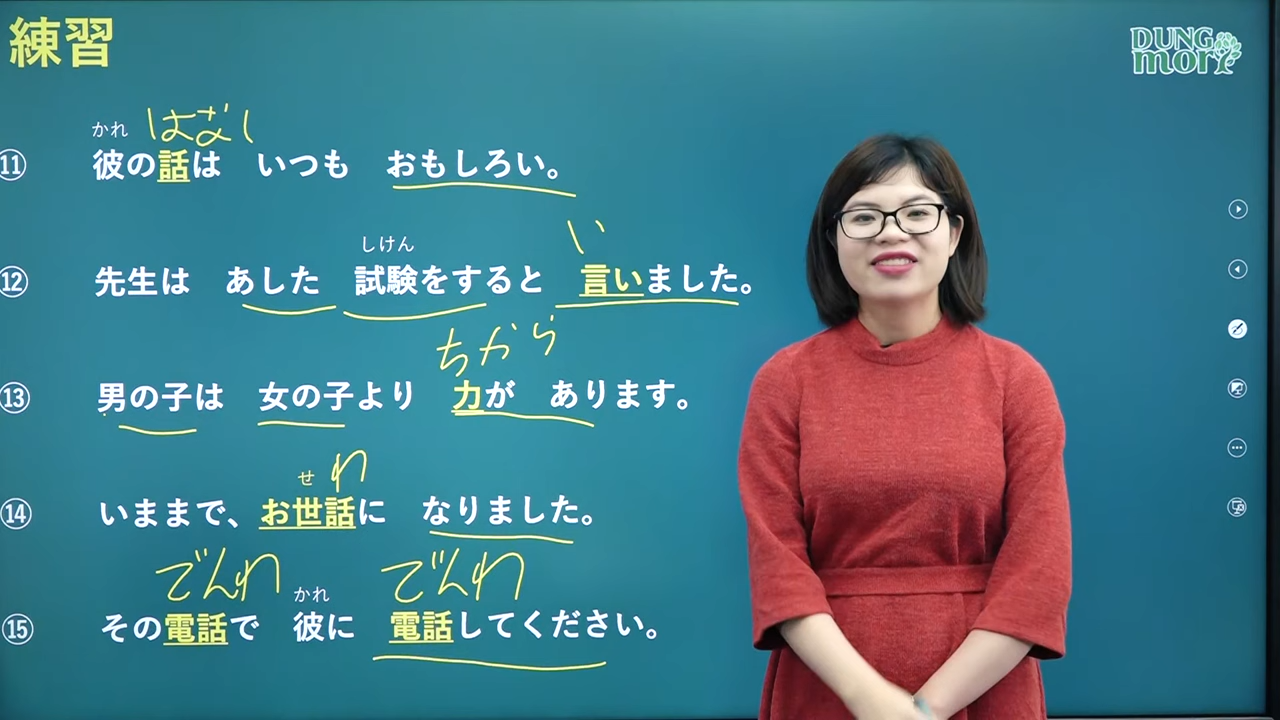 練習
DUNG
mori
かれ はなし
⑪ 彼の話は いつも おもしろい。
しけん い
⑫ 先生は あした 試験をすると 言いました。
ちから
⑬ 男の子は 女の子より 力が あります。
せ わ
⑭ いままで、お世話に なりました。
でんわ かれ でんわ
⑮ その電話で 彼に 電話してください。